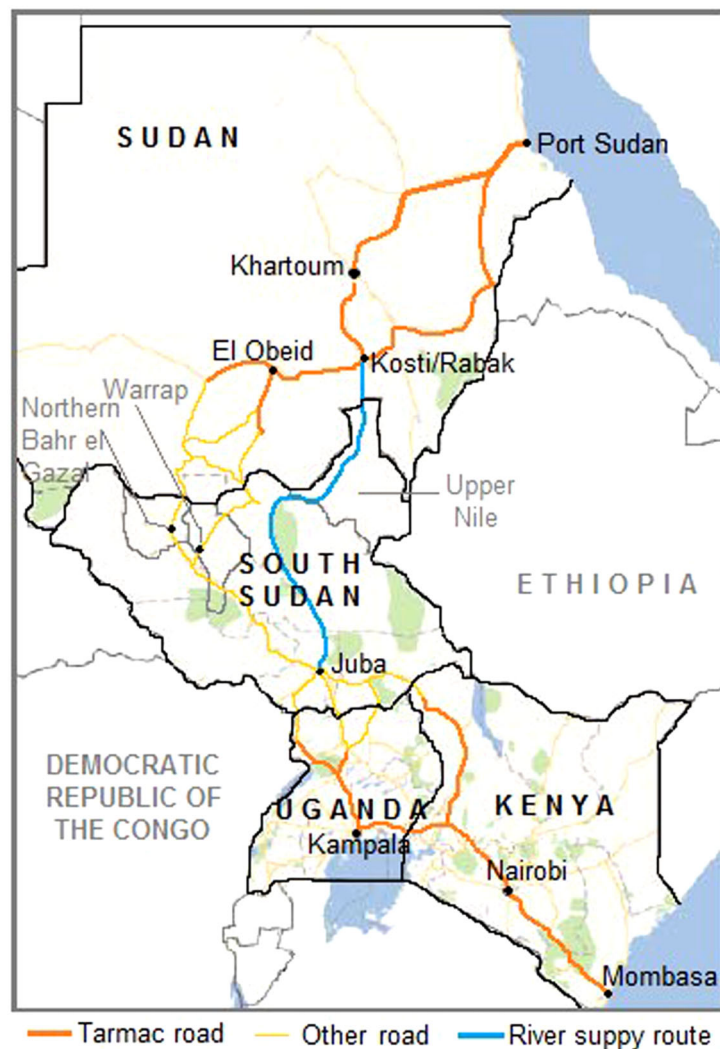 SUDAN
Port Sudan
Khartoum
El Obeid
Kosti/Rabak
Warrap
Northern
Bahr el
Gazal
Upper
Nile
SOUTH
SUDAN
ETHIOPIA
Juba
DEMOCRATIC
REPUBLIC OF
THE CONGO
UGANDA
KENYA
Kampala
Nairobi
Mombasa
Tarmac road
Other road
River suppy route